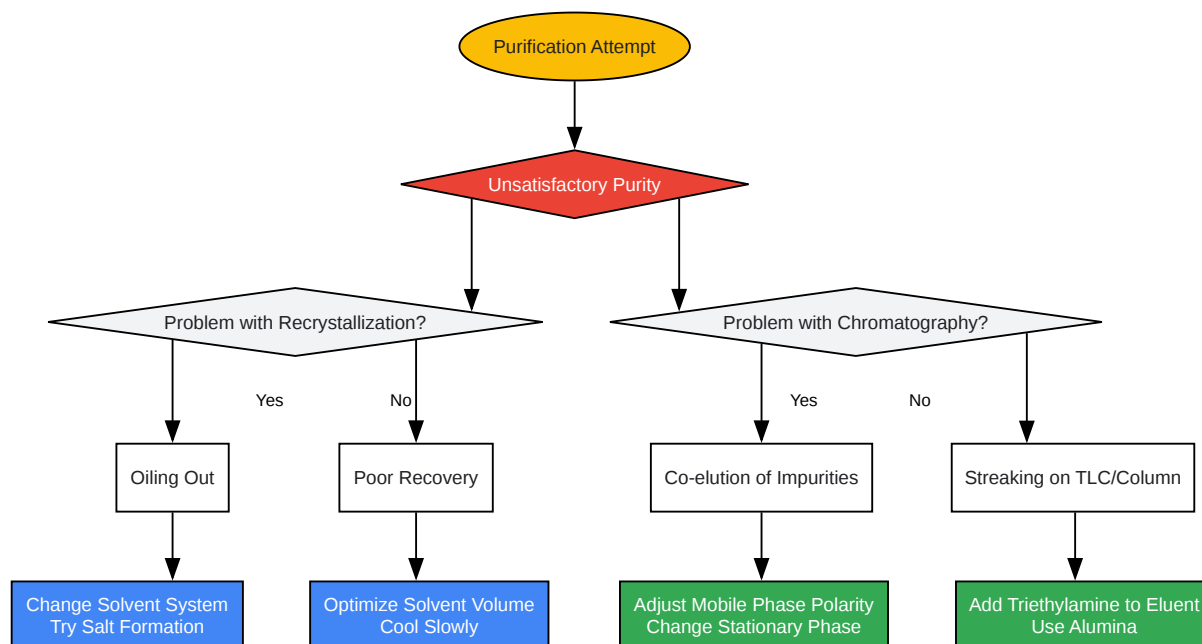 Purification Attempt
Unsatisfactory Purity
Problem with Recrystallization?
Problem with Chromatography?
Yes
No
Yes
No
Oiling Out
Poor Recovery
Co-elution of Impurities
Streaking on TLC/Column
Change Solvent System
Try Salt Formation
Optimize Solvent Volume
Cool Slowly
Adjust Mobile Phase Polarity
Change Stationary Phase
Add Triethylamine to Eluent
Use Alumina